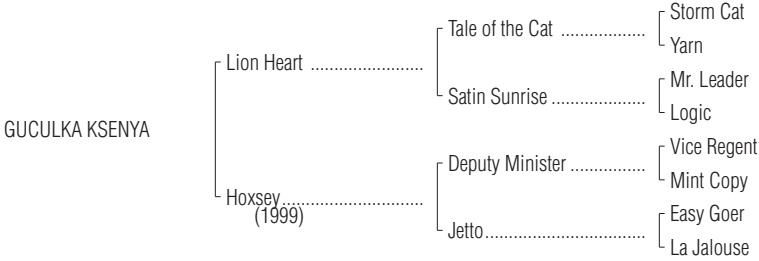 Storm Cat
Tale of the Cat ...................
Yarn
Lion Heart .........................
Mr. Leader
Satin Sunrise .....................
Logic
GUCULKA KSENYA
Vice Regent
Deputy Minister .................
Mint Copy
Hoxsey...............................
(1999)
Easy Goer
Jetto....................................
La Jalouse